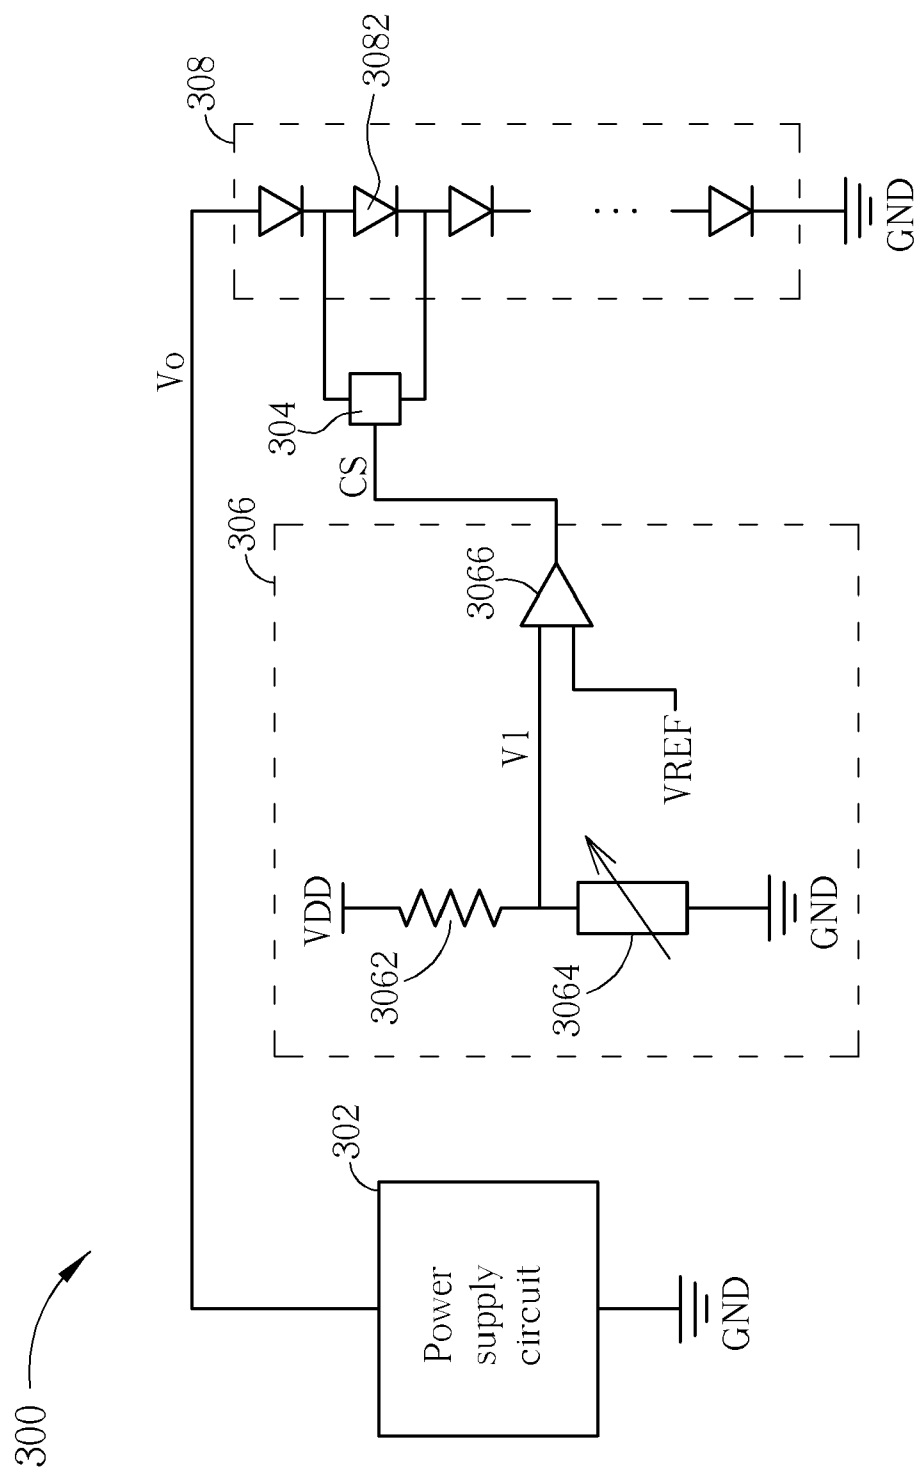 300
Vo
308
3082
304
CS
306
3066
V1
VREF
VDD
3062
3064
GND
302
Power
supply
circuit
GND
GND